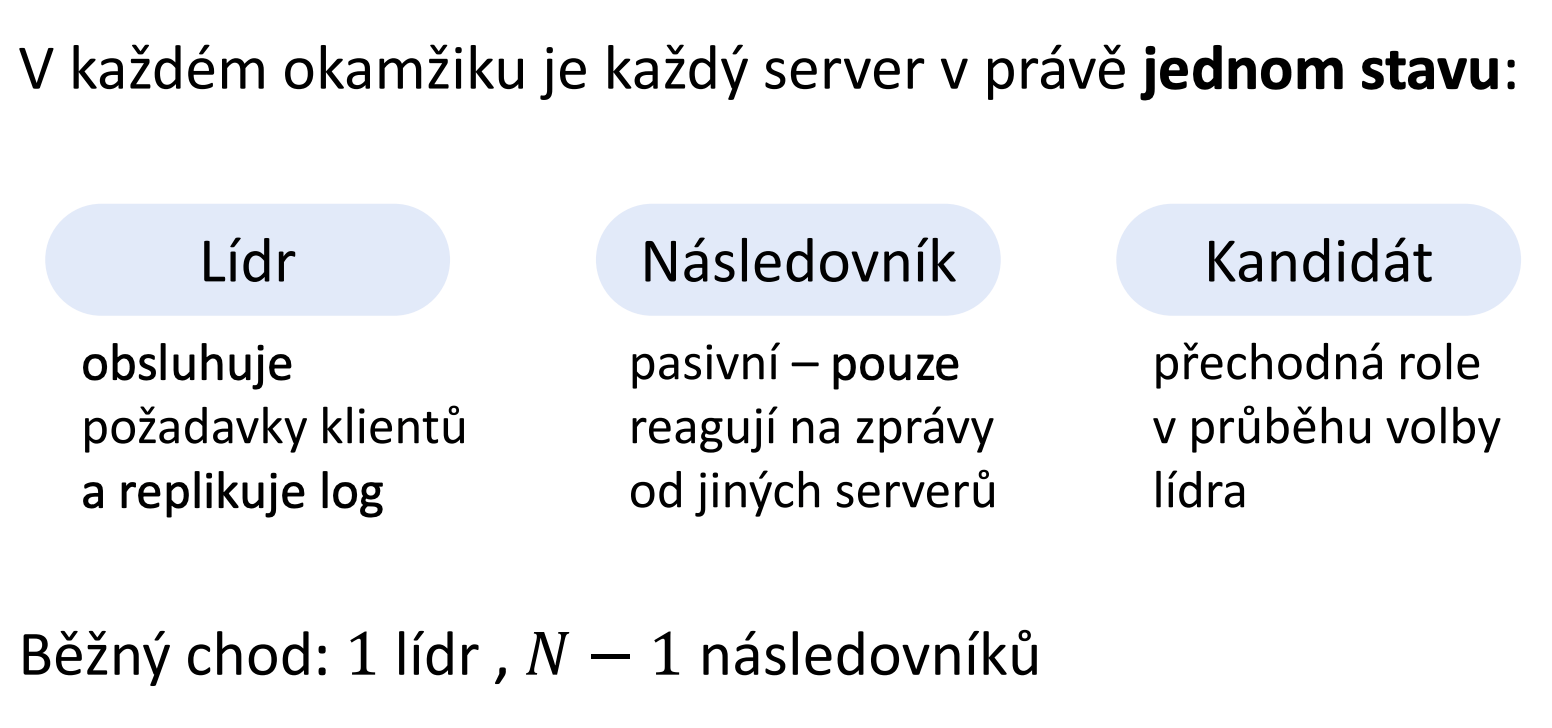 V každém okamžiku je každý server v právě jednom stavu:
Lídr
obsluhuje
požadavky klientů
a replikuje log
Následovník
pasivní – pouze
reagují na zprávy
od jiných serverů
Kandidát
přechodná role
v průběhu volby
lídra
Běžný chod: 1 lídr , N − 1 následovníků